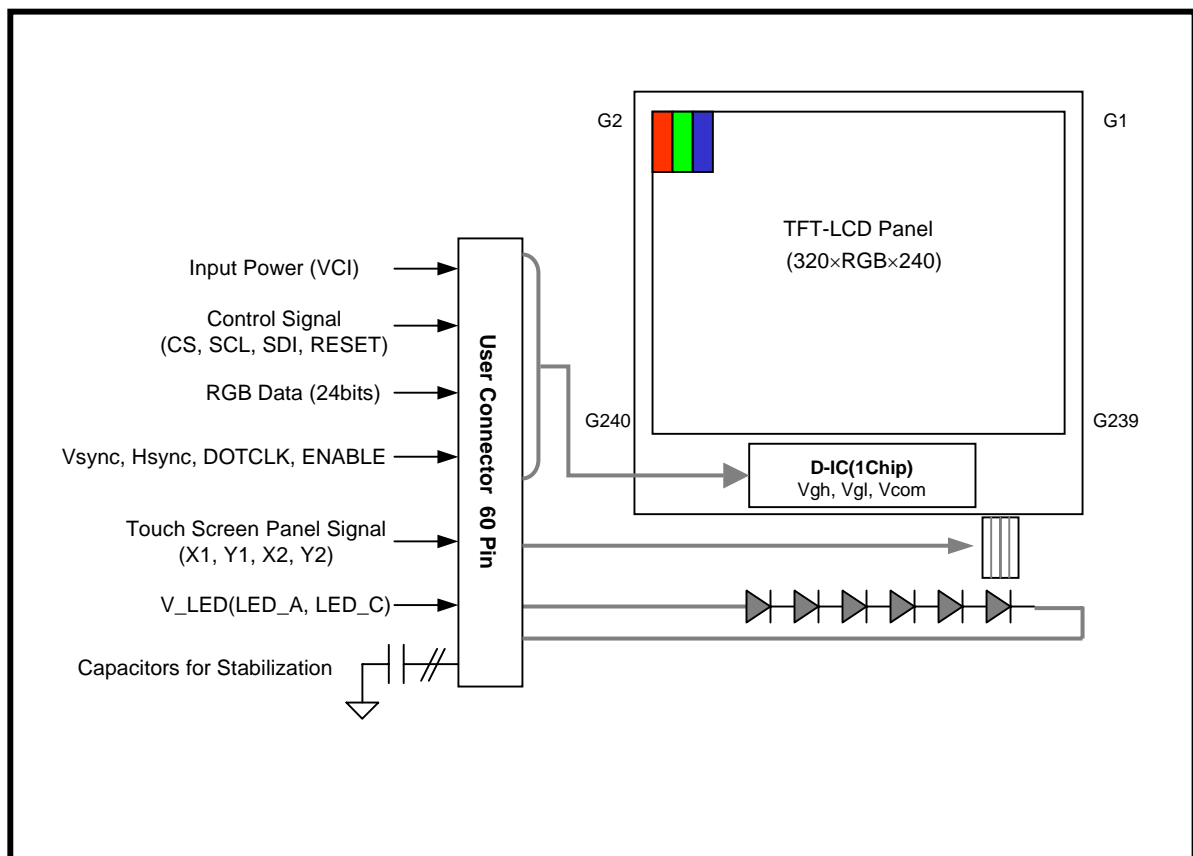 G2
G1
TFT-LCD Panel
(320×RGB×240)
Input Power (VCI)
Control Signal
(CS, SCL, SDI, RESET)
RGB Data (24bits)
Vsync, Hsync, DOTCLK, ENABLE
Touch Screen Panel Signal
(X1, Y1, X2, Y2)
V_LED(LED_A, LED_C)
Capacitors for Stabilization
User Connector 60 Pin
G240
G239
D-IC(1Chip)
Vgh, Vgl, Vcom